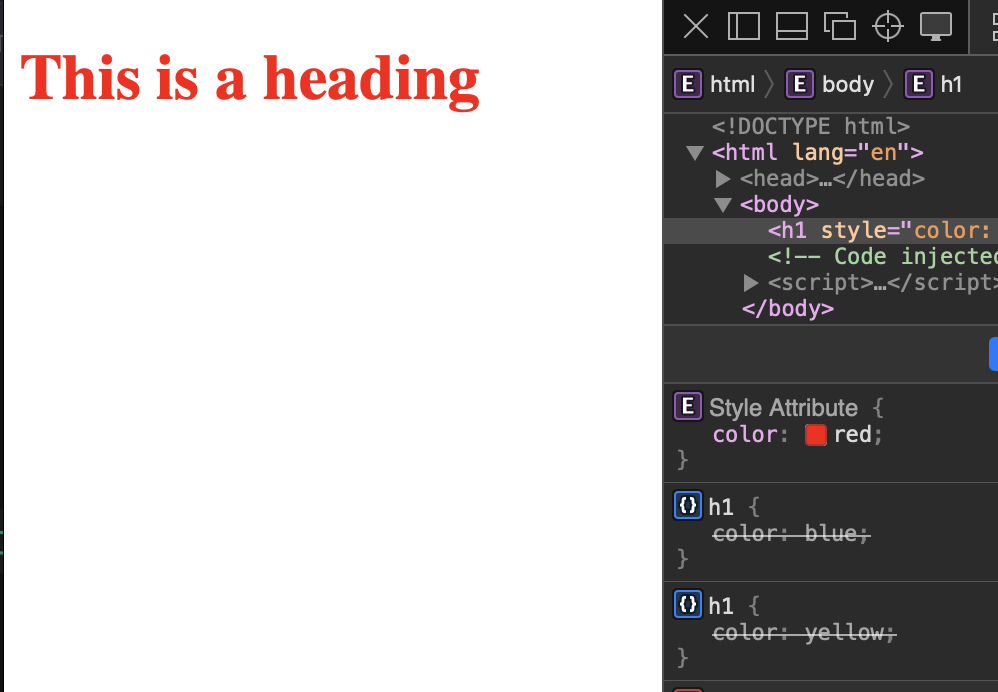 This is a heading
E html 〉 E body 〉 E h1
<!DOCTYPE html>
▼ <html lang="en">
▶ <head>…</head>
▼ <body>
<h1 style="color:
<!-- Code injected
▶ <script>…</script>
</body>
E Style Attribute {
color: red;
}
{} h1 {
color: blue;
}
{} h1 {
color: yellow;
}